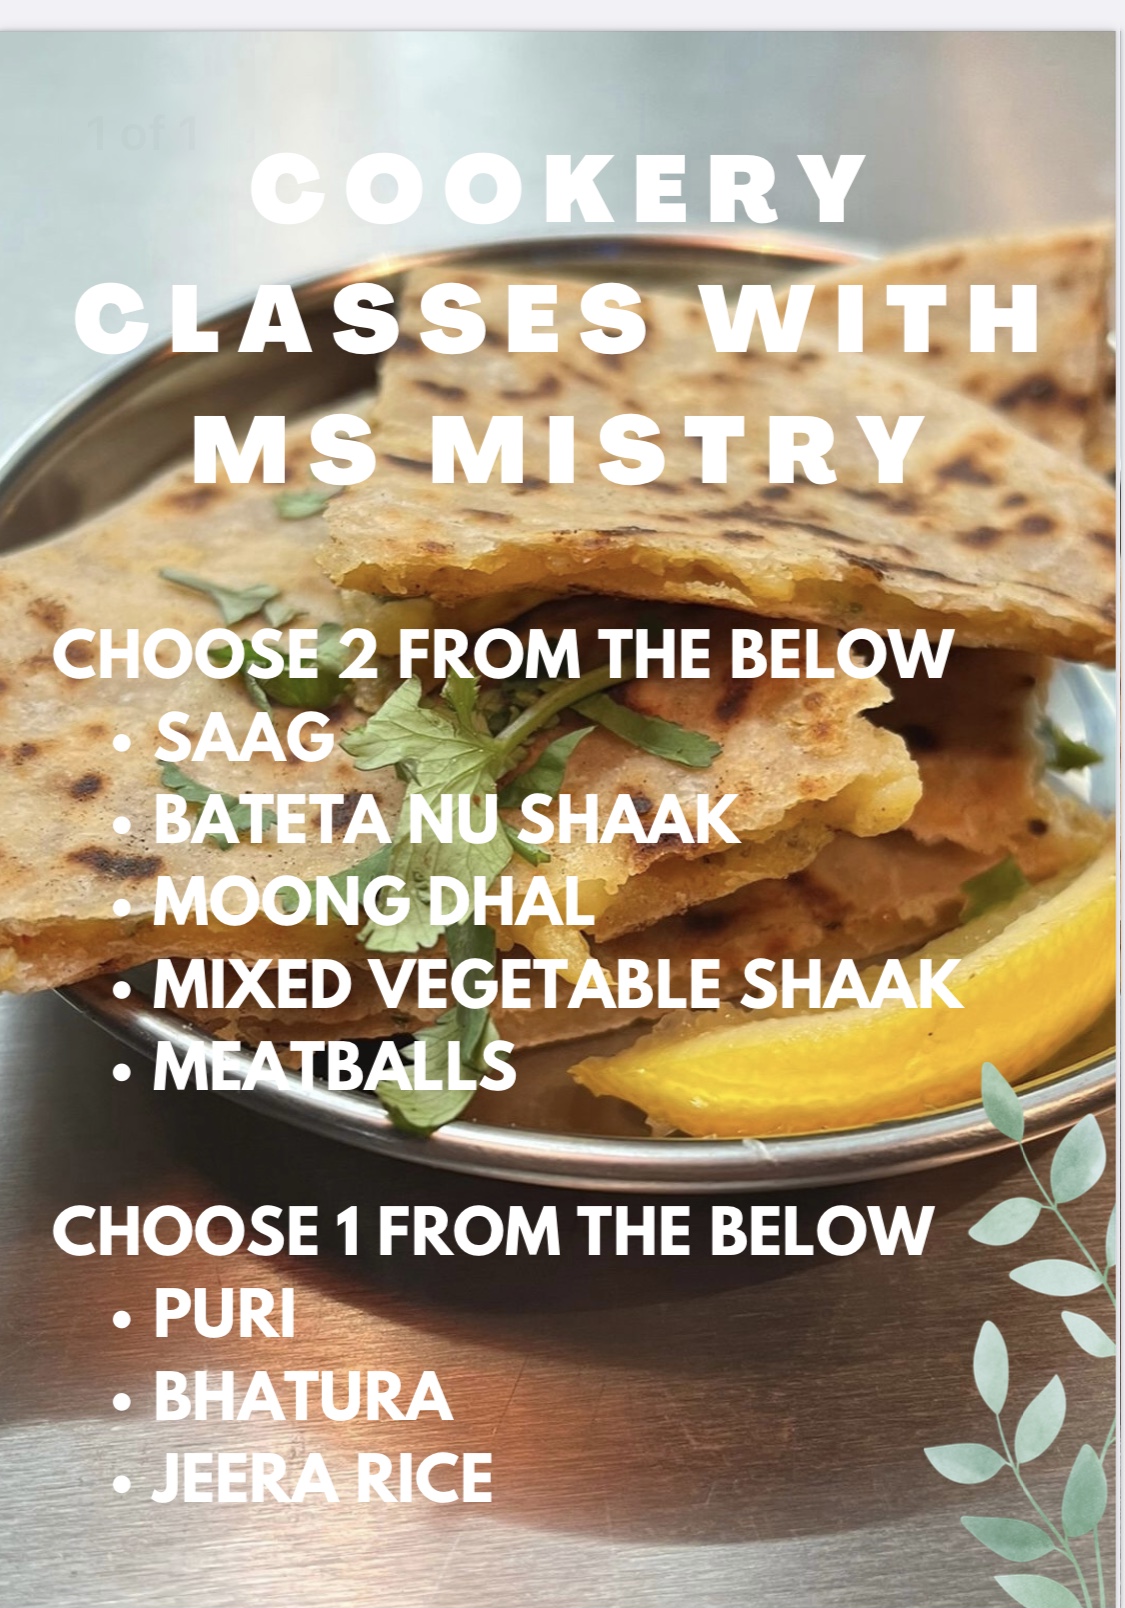 1 of 1
COOKERY
CLASSES WITH
MS MISTRY
CHOOSE 2 FROM THE BELOW
• SAAG
• BATETA NU SHAAK
• MOONG DHAL
• MIXED VEGETABLE SHAAK
• MEATBALLS
CHOOSE 1 FROM THE BELOW
• PURI
• BHATURA
• JEERA RICE